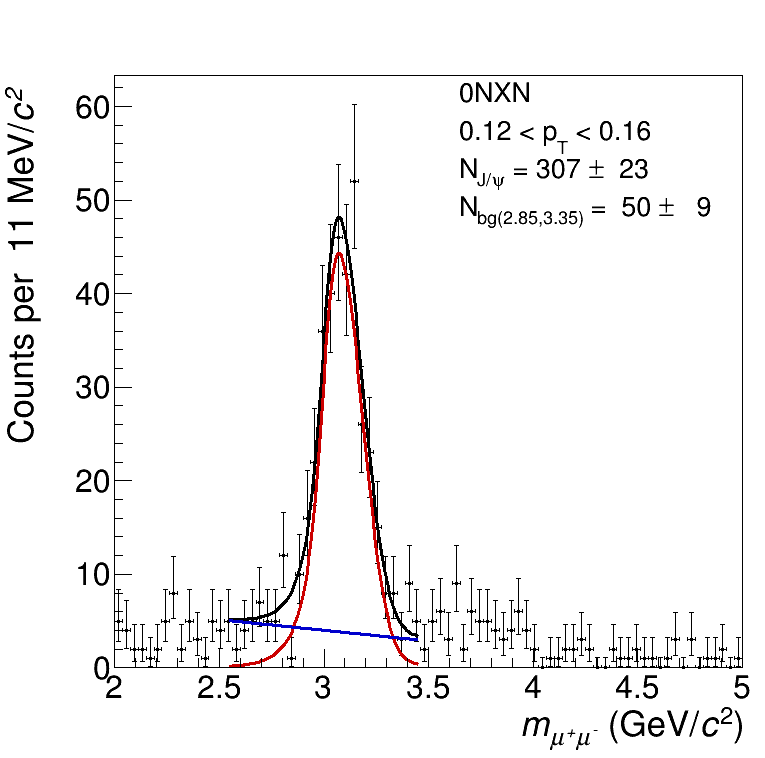 0NXN
0.12 < p_T < 0.16
N_J/ψ = 307 ± 23
N_bg(2.85,3.35) = 50 ± 9
Counts per 11 MeV/c²
60
50
40
30
20
10
0
2 2.5 3 3.5 4 4.5 5
m_μ⁺μ⁻ (GeV/c²)